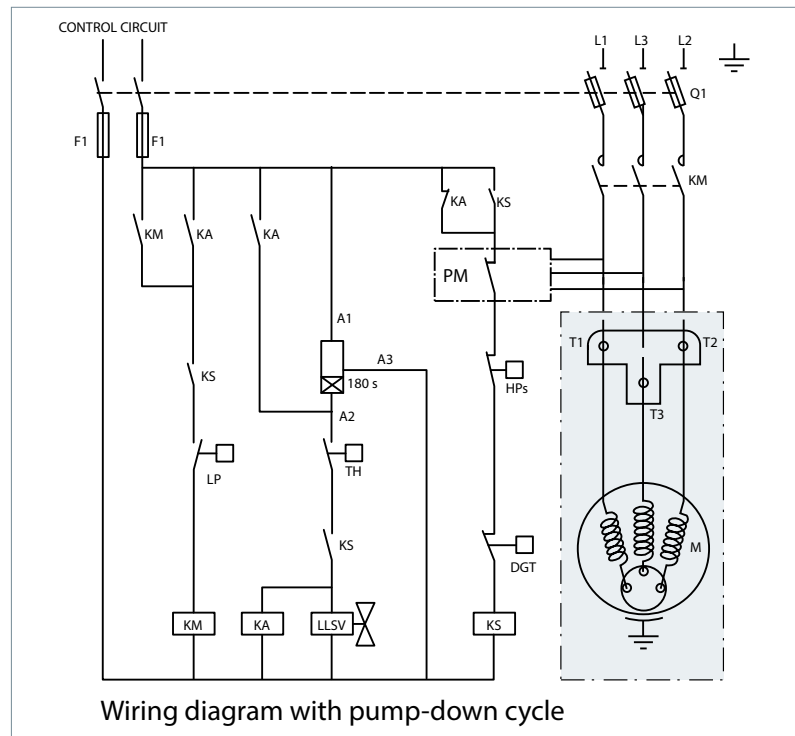 CONTROL CIRCUIT
L1 L3 L2
Q1
F1 F1
KM
KA KS
KM KA KA
PM
A1
T1 T2
A3
KS
180 s
HPs
A2
T3
LP TH
KS
M
DGT
KM KA LLSV KS
Wiring diagram with pump-down cycle